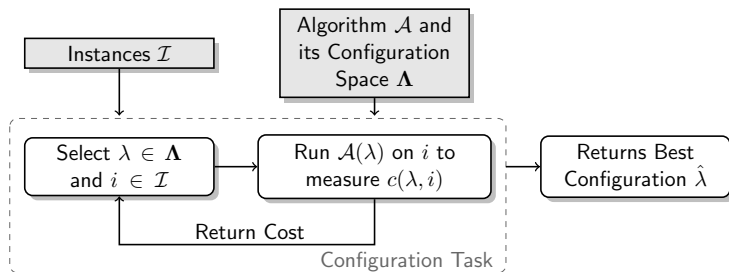 Instances 𝓘
Algorithm 𝓐 and
its Configuration
Space 𝚲
Select λ ∈ 𝚲
and i ∈ 𝓘
Run 𝓐(λ) on i to
measure c(λ, i)
Returns Best
Configuration λ̂
Return Cost
Configuration Task